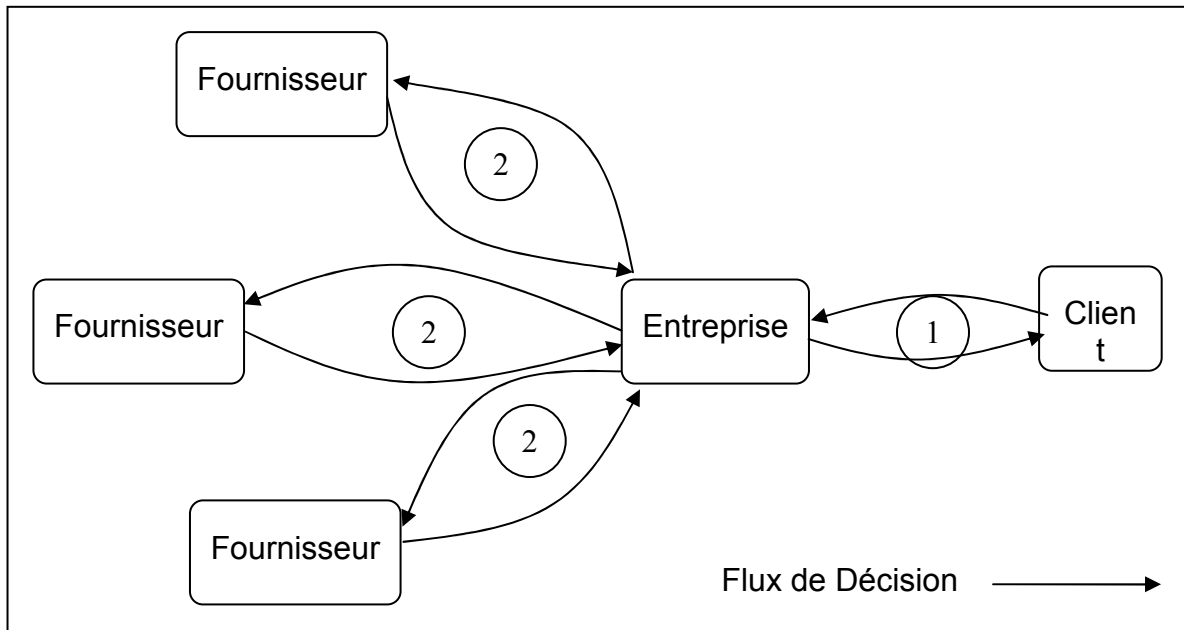 Fournisseur
2
Fournisseur
2
Entreprise
1
Clien
t
2
Fournisseur
Flux de Décision